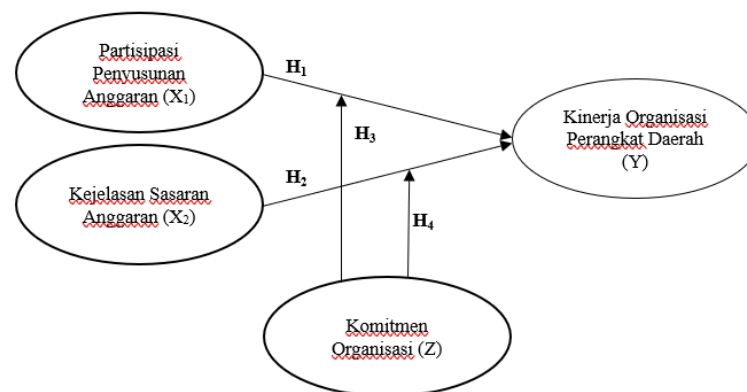 Partisipasi
Penyusunan
Anggaran (X₁)
H₁
Kinerja Organisasi
Perangkat Daerah
(Y)
H₃
H₂
Kejelasan Sasaran
Anggaran (X₂)
H₄
Komitmen
Organisasi (Z)